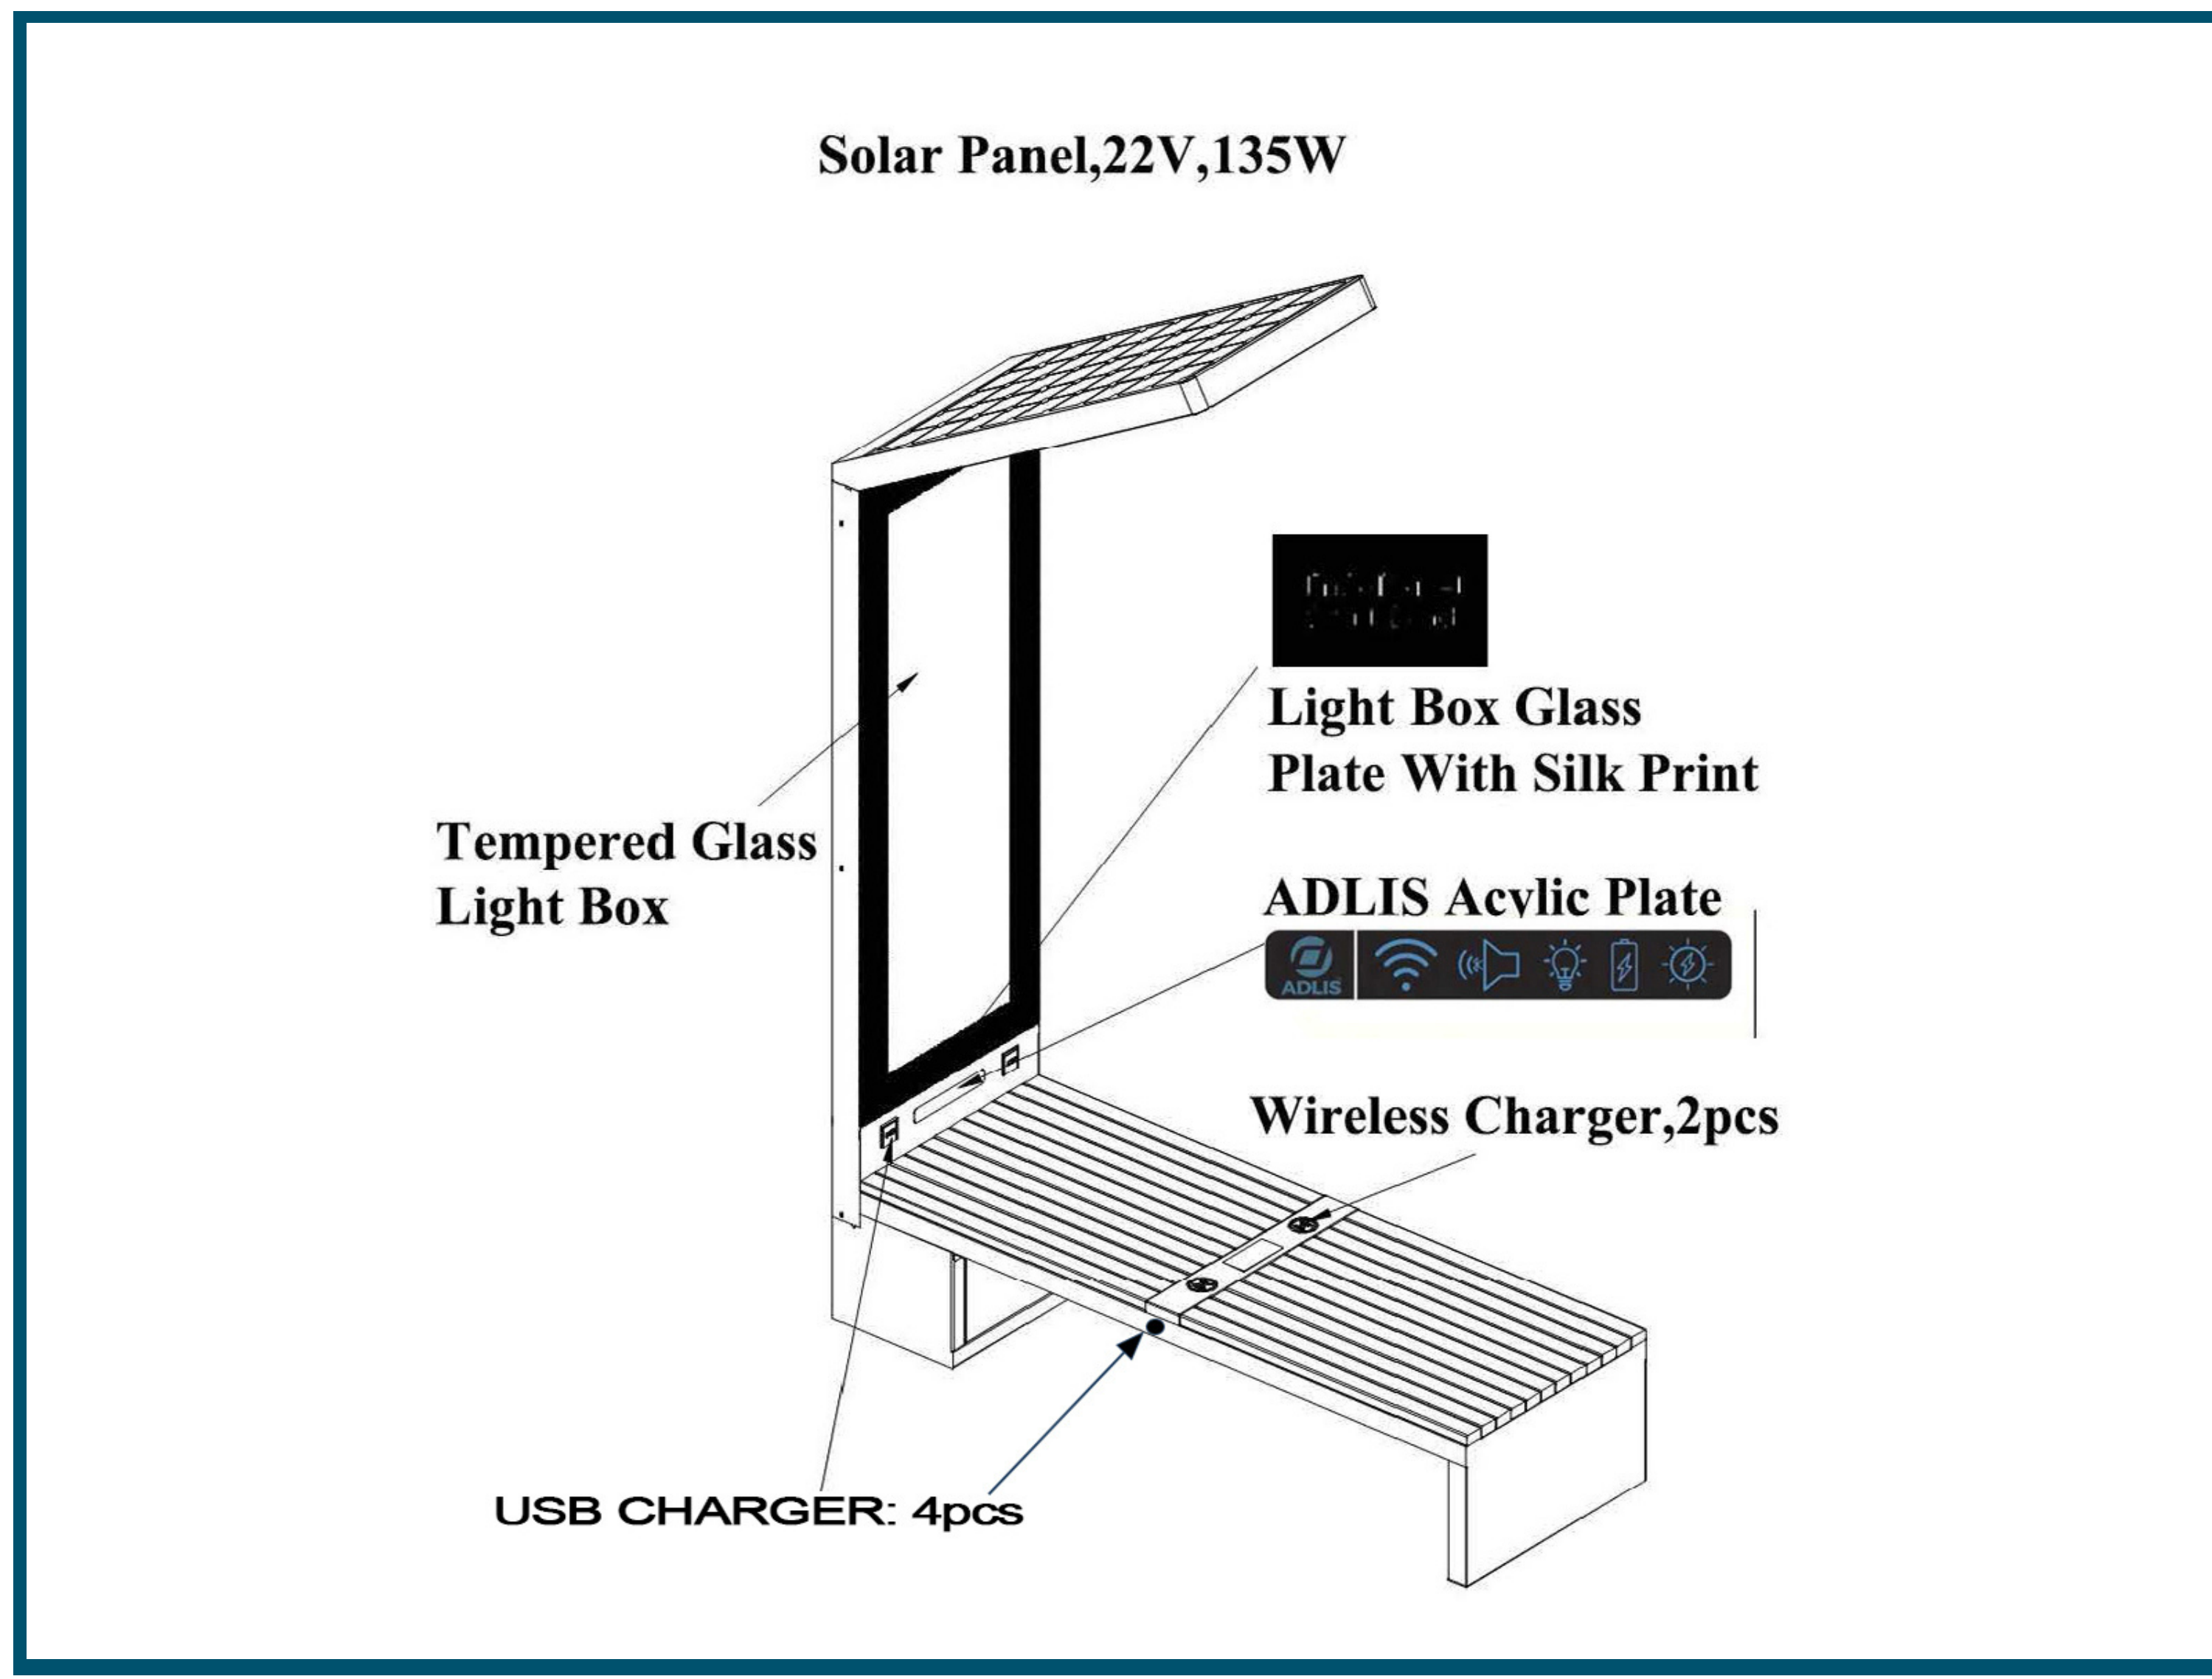 Solar Panel,22V,135W
Light Box Glass
Plate With Silk Print
Tempered Glass
Light Box
ADLIS Acylic Plate
ADLIS
Wireless Charger,2pcs
USB CHARGER: 4pcs